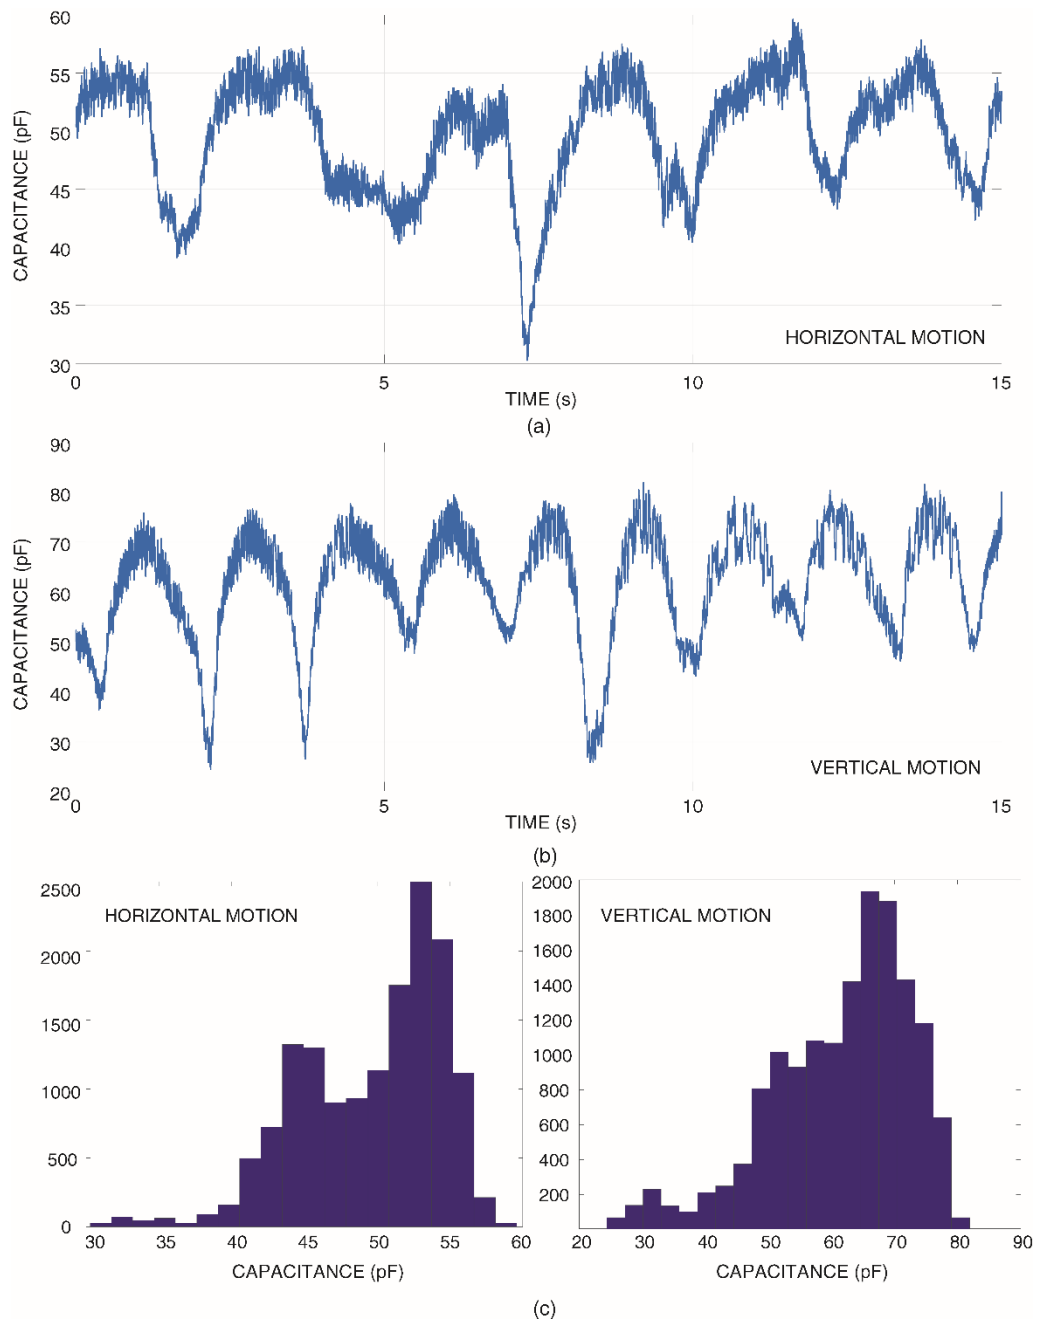 60
55
50
45
40
35
30
CAPACITANCE (pF)
HORIZONTAL MOTION
0 5 10 15
TIME (s)
(a)
90
80
70
60
50
40
30
20
CAPACITANCE (pF)
VERTICAL MOTION
0 5 10 15
TIME (s)
(b)
2500
2000
1500
1000
500
0
HORIZONTAL MOTION
30 35 40 45 50 55 60
CAPACITANCE (pF)
2000
1800
1600
1400
1200
1000
800
600
400
200
VERTICAL MOTION
20 30 40 50 60 70 80 90
CAPACITANCE (pF)
(c)